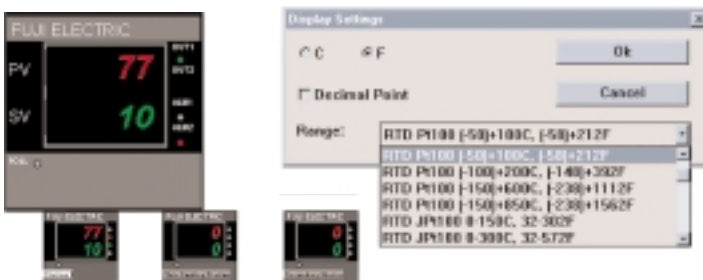 FUJI ELECTRIC
PV 77
SV 10
OUT1
OUT2
Display Settings
C F
Ok
Decimal Point
Cancel
Range:
RTD Pt100 (-50)+100C, (-58)+212F
RTD Pt100 (-50)+100C, (-58)+212F
RTD Pt100 (-100)+200C, (-148)+392F
RTD Pt100 (-150)+600C, (-238)+1112F
RTD Pt100 (-150)+850C, (-238)+1562F
RTD JPt100 0-150C, 32-302F
RTD JPt100 0-300C, 32-572F
FUJI ELECTRIC
77
10
FUJI ELECTRIC
0
0
FUJI ELECTRIC
0
0